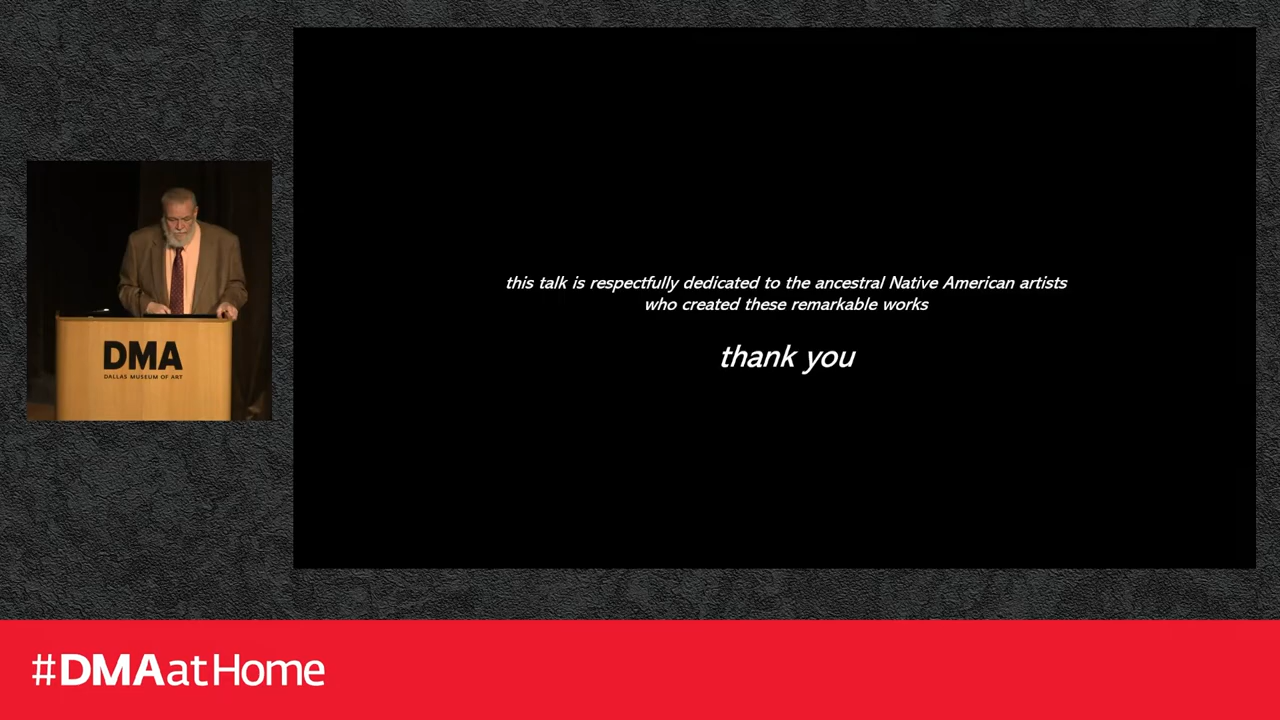 this talk is respectfully dedicated to the ancestral Native American artists
who created these remarkable works
thank you
DMA
DALLAS MUSEUM OF ART
#DMAatHome